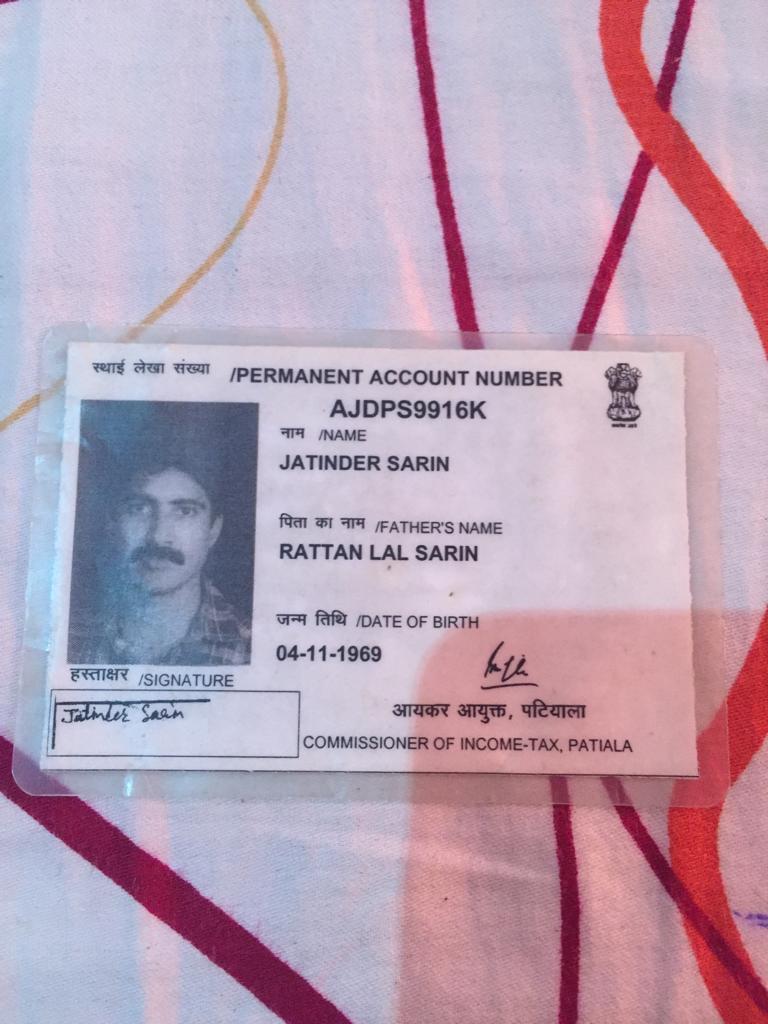 स्थाई लेखा संख्या /PERMANENT ACCOUNT NUMBER
AJDPS9916K
नाम /NAME
JATINDER SARIN
पिता का नाम /FATHER'S NAME
RATTAN LAL SARIN
जन्म तिथि /DATE OF BIRTH
04-11-1969
हस्ताक्षर /SIGNATURE
Jatinder Sarin
आयकर आयुक्त, पटियाला
COMMISSIONER OF INCOME-TAX, PATIALA